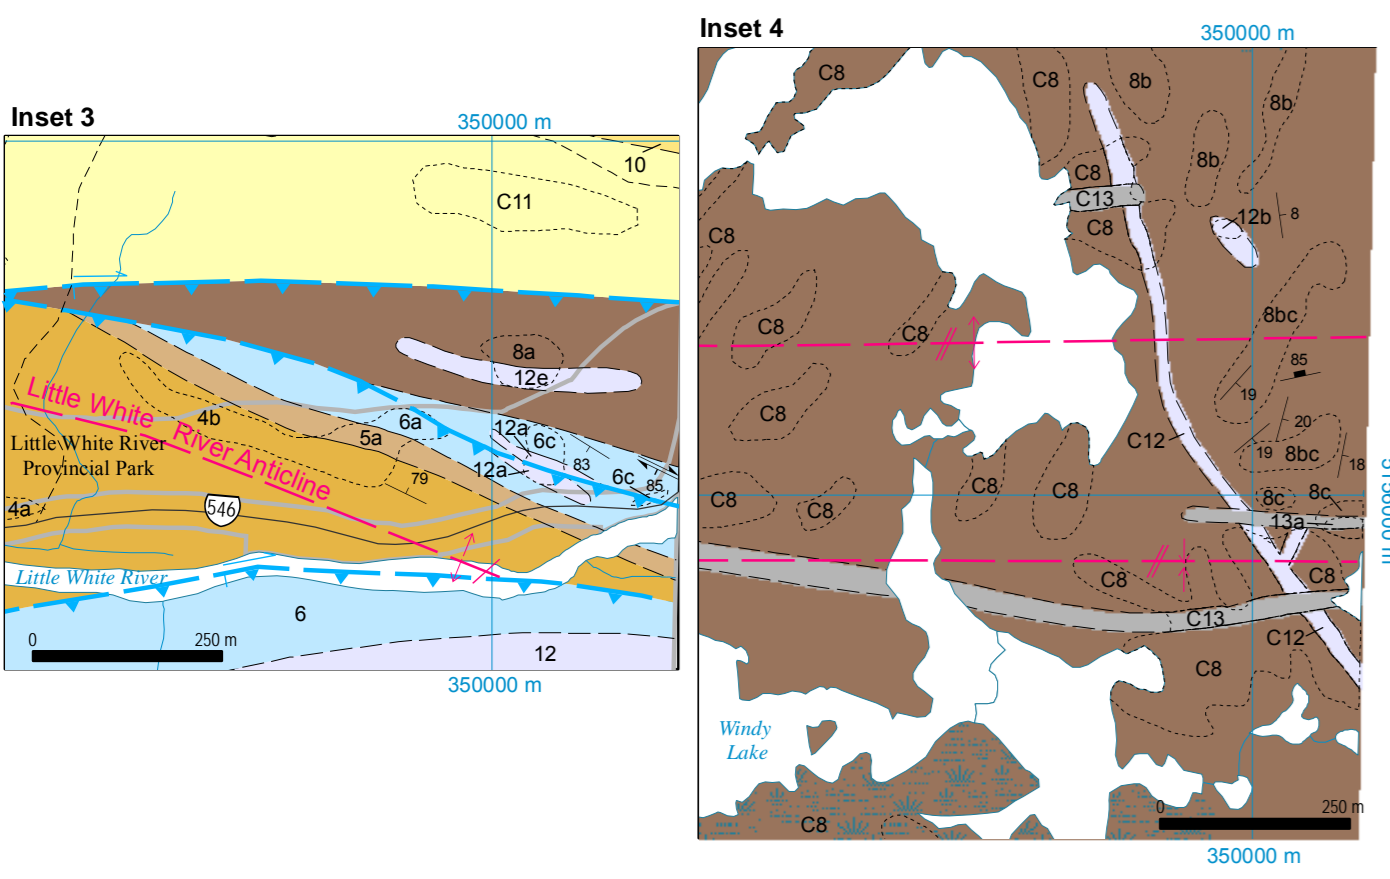 Inset 3
350000 m
10
C11
8a
12e
Little White River Anticline
4b
6a
5a
12a
6c
12a
83
6c
85
79
Little White River
Provincial Park
4a
546
Little White River
6
12
0 250 m
350000 m
Inset 4
350000 m
C8
C8
8b
8b
8b
C8
C13
C8
12b
8
C8
8bc
C8
C8
85
19
C8
20
C12
19
8bc
18
C8
C8
C8
C8
8c
8c
13a
C8
C8
C13
C12
C8
Windy
Lake
C8
0 250 m
350000 m